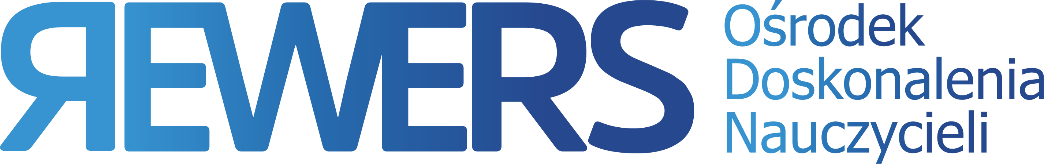 REWERS
Ośrodek
Doskonalenia
Nauczycieli